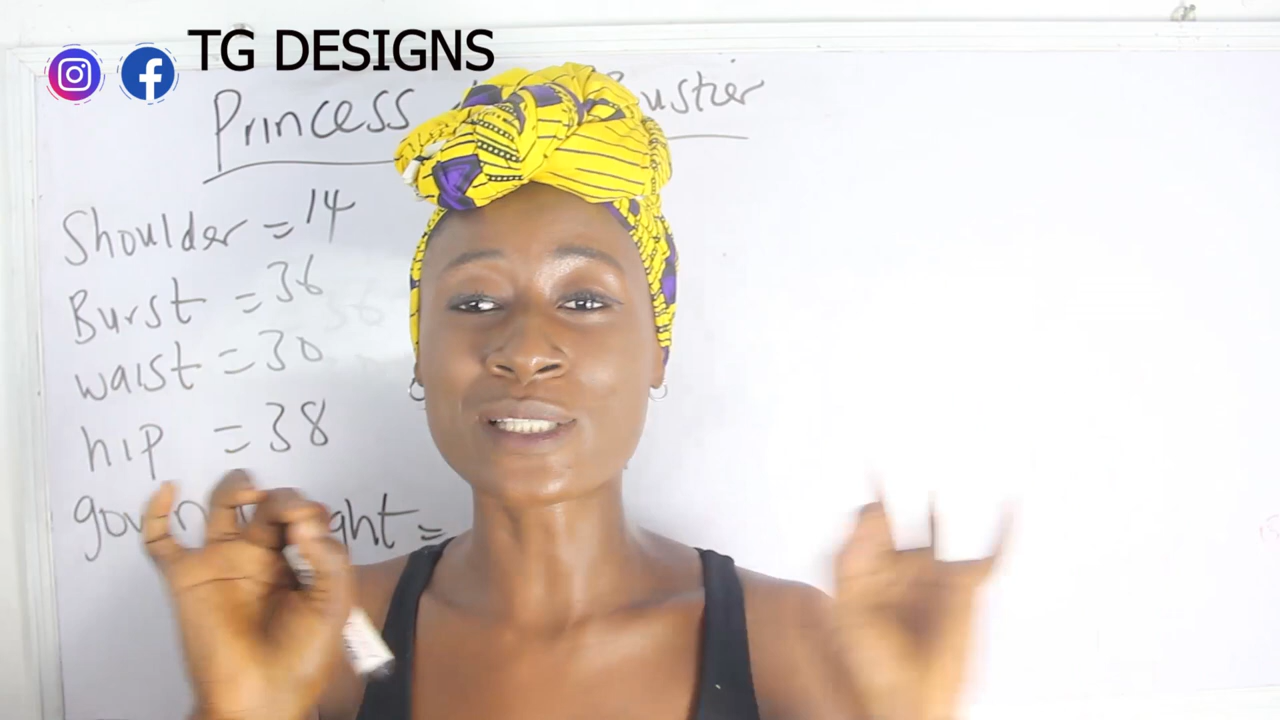 TG DESIGNS
Princess
Shoulder = 14
Burst = 36
waist = 30
hip = 38